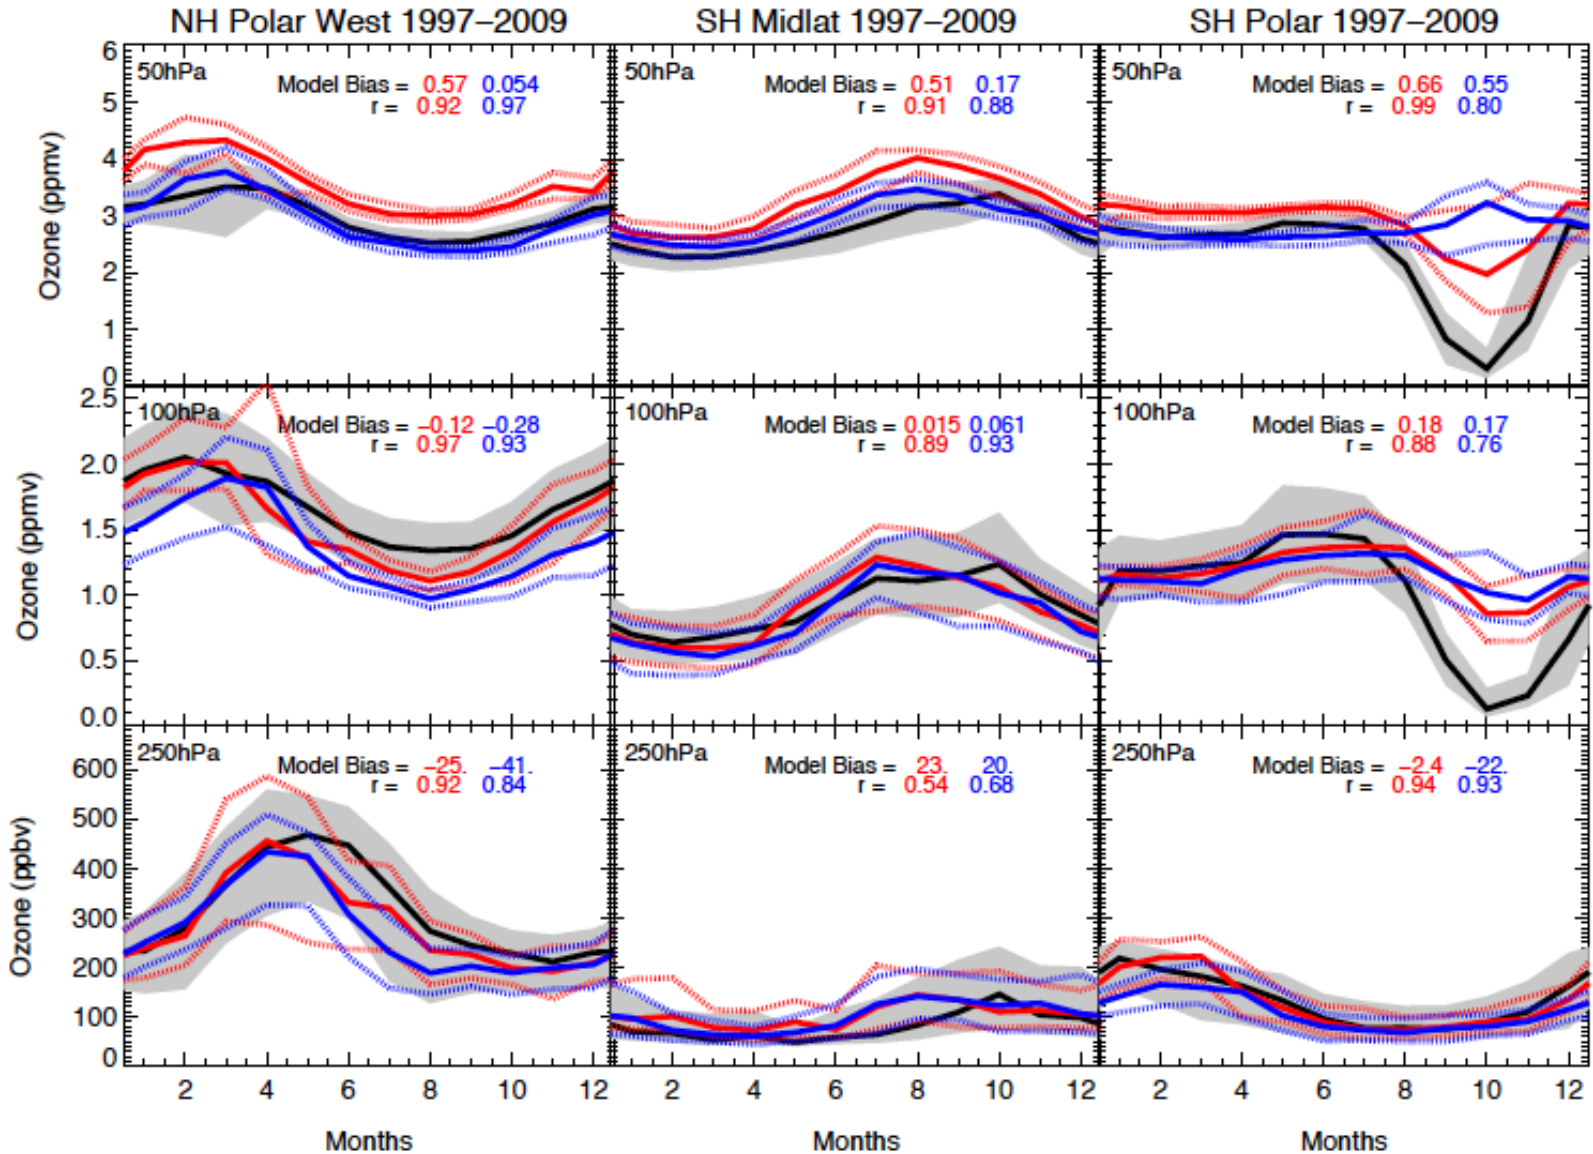 NH Polar West 1997–2009 SH Midlat 1997–2009 SH Polar 1997–2009
50hPa Model Bias = 0.57 0.054
r = 0.92 0.97
50hPa Model Bias = 0.51 0.17
r = 0.91 0.88
50hPa Model Bias = 0.66 0.55
r = 0.99 0.80
Ozone (ppmv)
6
5
4
3
2
1
0
100hPa Model Bias = −0.12 −0.28
r = 0.97 0.93
100hPa Model Bias = 0.015 0.061
r = 0.89 0.93
100hPa Model Bias = 0.18 0.17
r = 0.88 0.76
Ozone (ppmv)
2.5
2.0
1.5
1.0
0.5
0.0
250hPa Model Bias = −25. −41.
r = 0.92 0.84
250hPa Model Bias = 23. 20.
r = 0.54 0.68
250hPa Model Bias = −2.4 −22.
r = 0.94 0.93
Ozone (ppbv)
600
500
400
300
200
100
0
2 4 6 8 10 12 2 4 6 8 10 12 2 4 6 8 10 12
Months Months Months